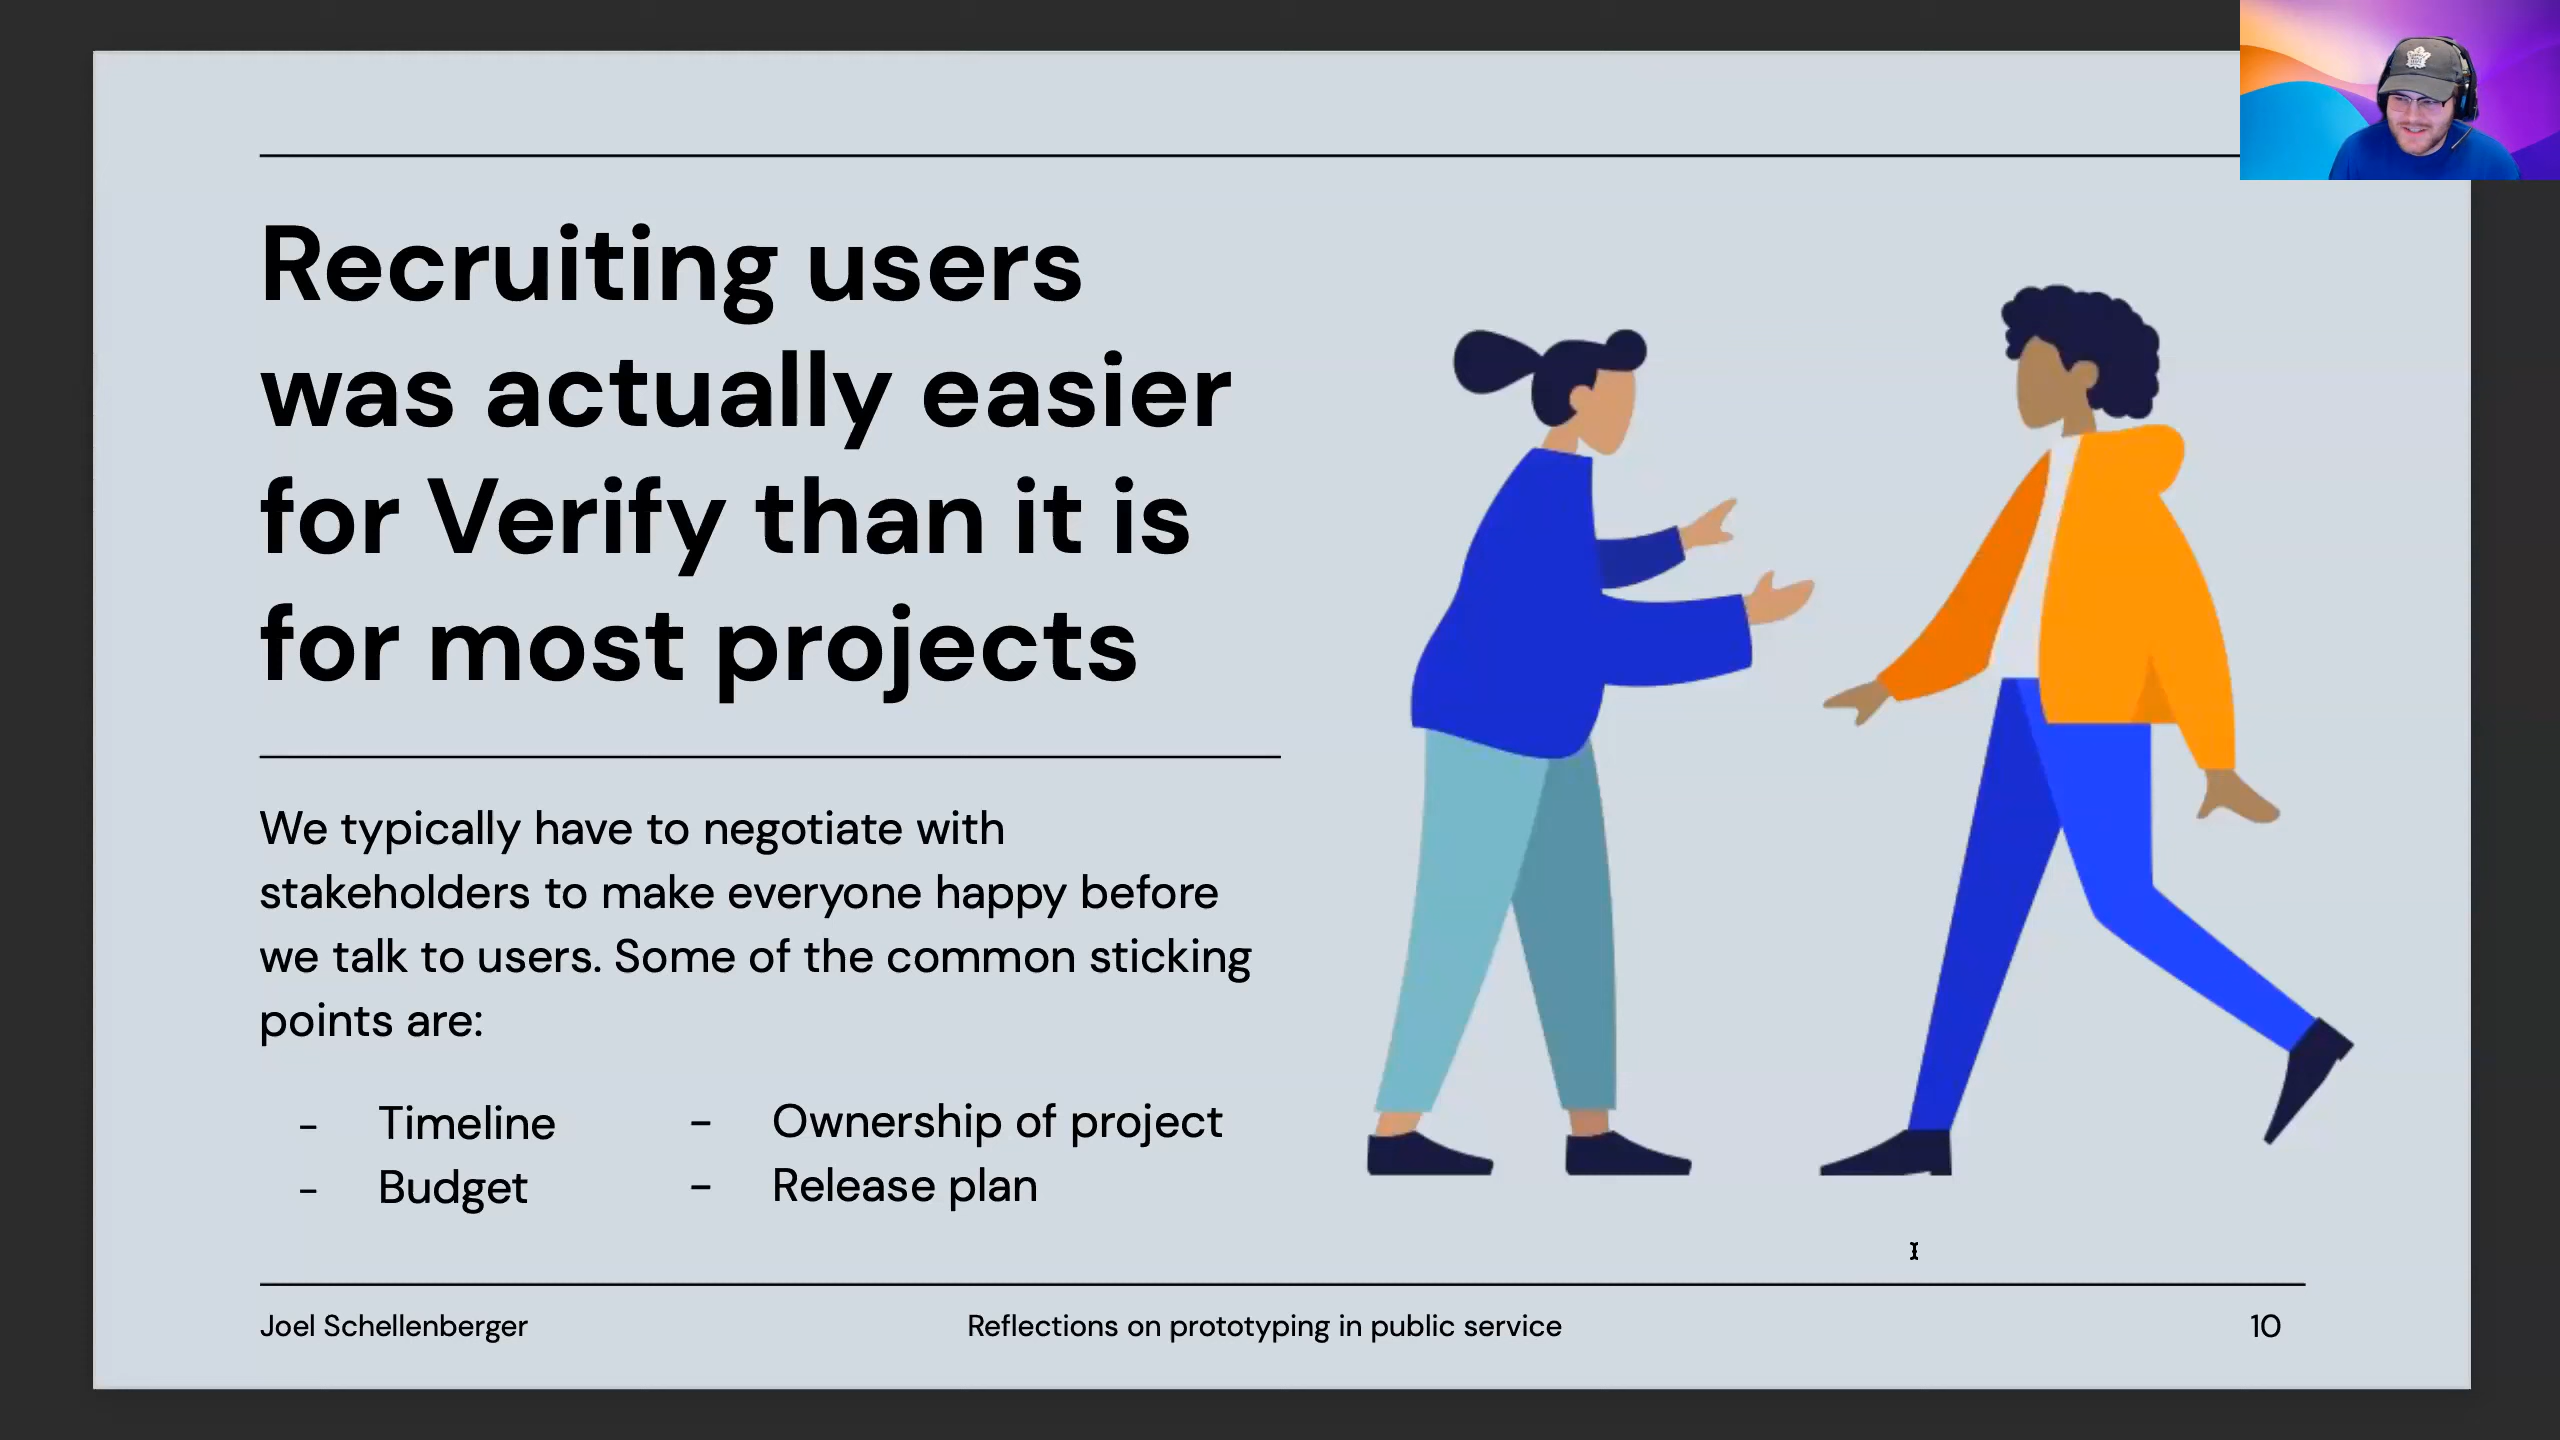 Recruiting users
was actually easier
for Verify than it is
for most projects
We typically have to negotiate with
stakeholders to make everyone happy before
we talk to users. Some of the common sticking
points are:
- Timeline
- Budget
- Ownership of project
- Release plan
Joel Schellenberger
Reflections on prototyping in public service
10